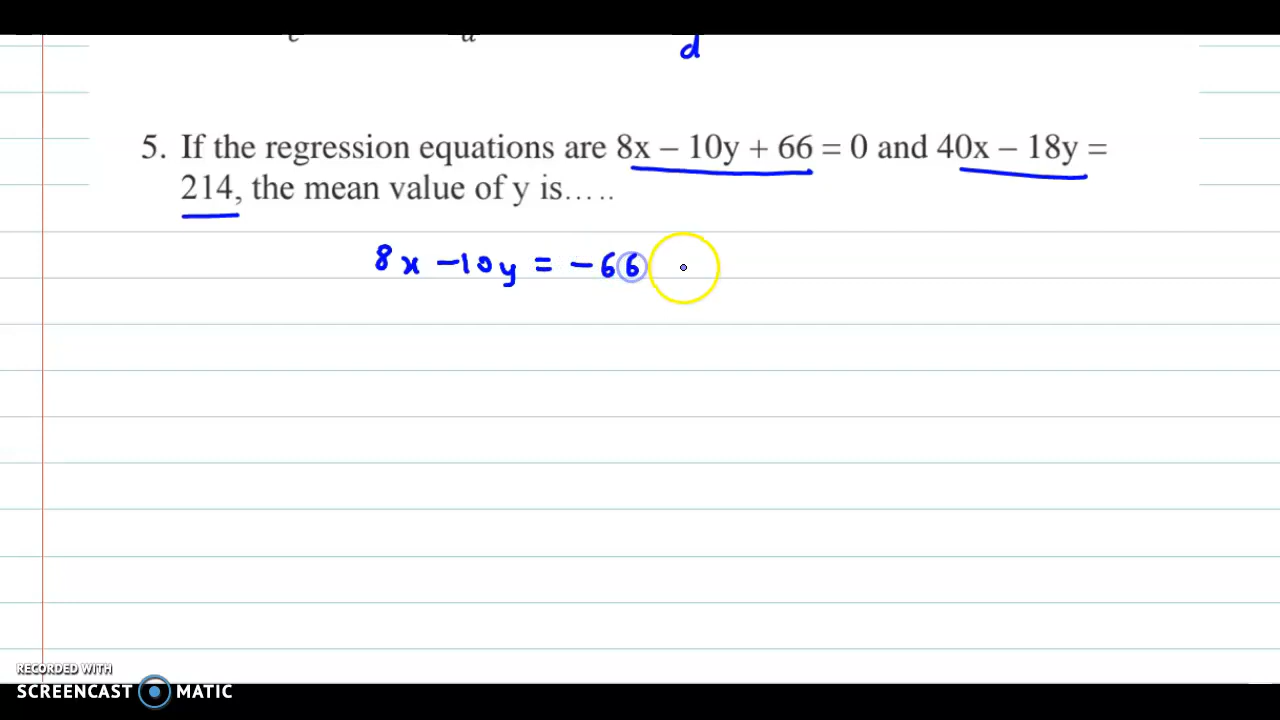 d
5. If the regression equations are 8x – 10y + 66 = 0 and 40x – 18y =
214, the mean value of y is.....
8x - 10y = - 66
RECORDED WITH
SCREENCAST MATIC